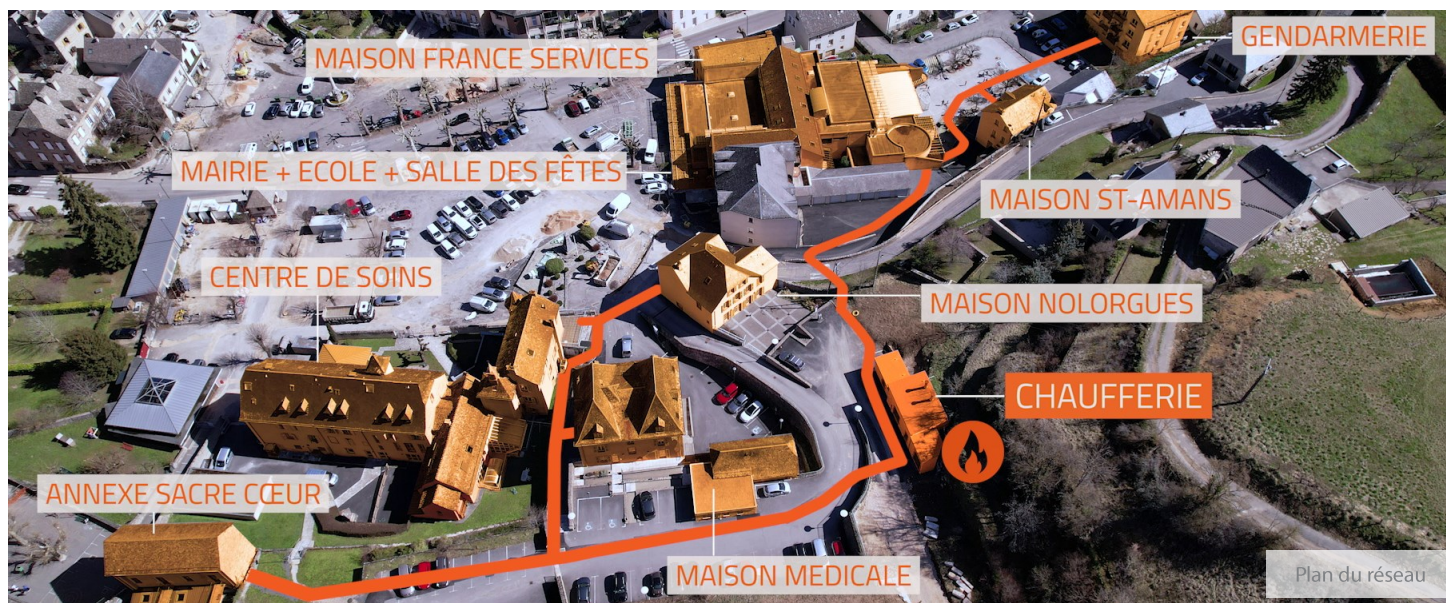 MAISON FRANCE SERVICES
GENDARMERIE
MAIRIE + ECOLE + SALLE DES FÊTES
MAISON ST-AMANS
CENTRE DE SOINS
MAISON NOLORGUES
CHAUFFERIE
ANNEXE SACRE CŒUR
MAISON MEDICALE
Plan du réseau